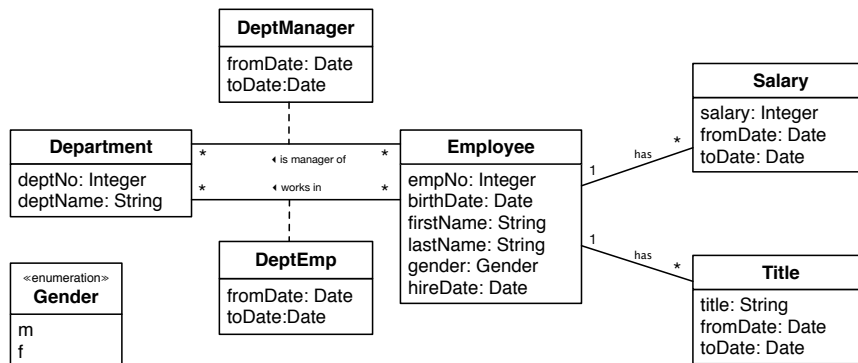 DeptManager
fromDate: Date
toDate:Date
Salary
salary: Integer
fromDate: Date
toDate: Date
Department
deptNo: Integer
deptName: String
* ◂ is manager of *
* ◂ works in *
Employee
empNo: Integer
birthDate: Date
firstName: String
lastName: String
gender: Gender
hireDate: Date
1 has *
1 has *
DeptEmp
fromDate: Date
toDate:Date
«enumeration»
Gender
m
f
Title
title: String
fromDate: Date
toDate: Date